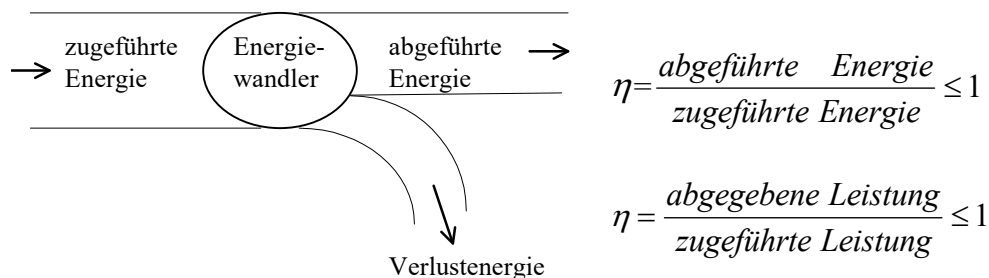 zugeführte
Energie
Energie-
wandler
abgeführte
Energie
Verlustenergie
η=abgeführte Energie/zugeführte Energie ≤ 1
η = abgegebene Leistung/zugeführte Leistung ≤ 1